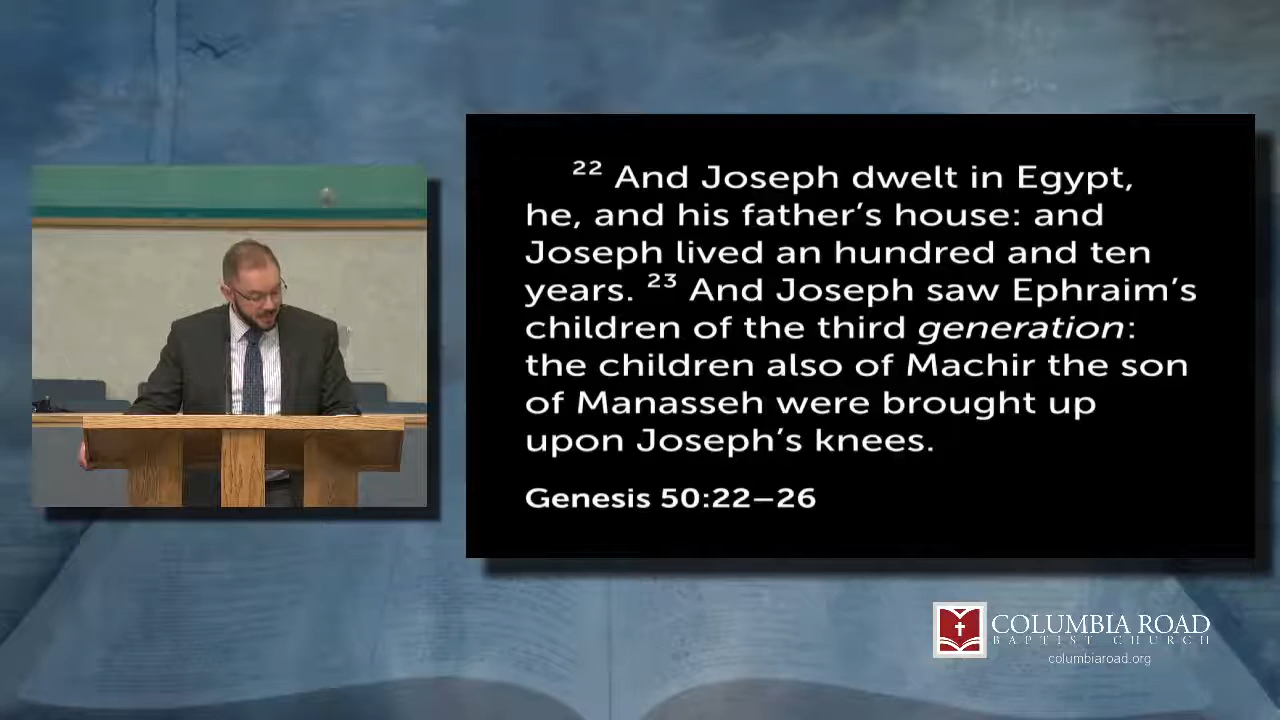 ²² And Joseph dwelt in Egypt,
he, and his father’s house: and
Joseph lived an hundred and ten
years. ²³ And Joseph saw Ephraim’s
children of the third generation:
the children also of Machir the son
of Manasseh were brought up
upon Joseph’s knees.
Genesis 50:22–26
COLUMBIA ROAD
BAPTIST CHURCH
columbiaroad.org